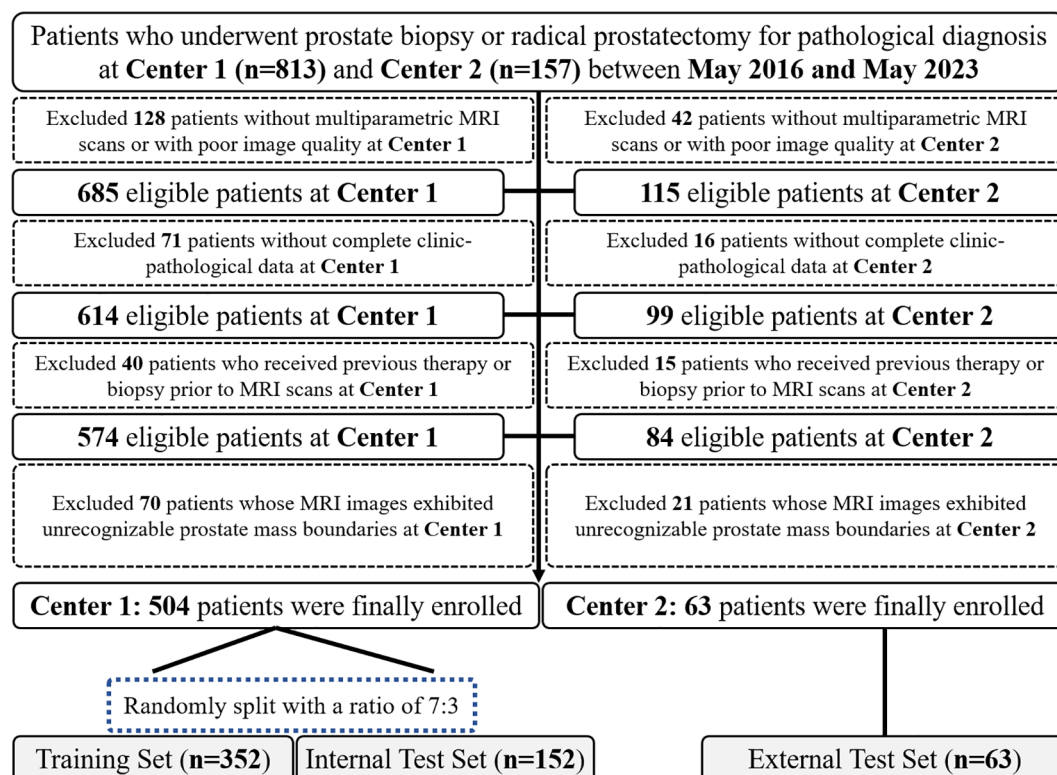 Patients who underwent prostate biopsy or radical prostatectomy for pathological diagnosis
at Center 1 (n=813) and Center 2 (n=157) between May 2016 and May 2023
Excluded 128 patients without multiparametric MRI
scans or with poor image quality at Center 1
Excluded 42 patients without multiparametric MRI
scans or with poor image quality at Center 2
685 eligible patients at Center 1
115 eligible patients at Center 2
Excluded 71 patients without complete clinic-
pathological data at Center 1
Excluded 16 patients without complete clinic-
pathological data at Center 2
614 eligible patients at Center 1
99 eligible patients at Center 2
Excluded 40 patients who received previous therapy or
biopsy prior to MRI scans at Center 1
Excluded 15 patients who received previous therapy or
biopsy prior to MRI scans at Center 2
574 eligible patients at Center 1
84 eligible patients at Center 2
Excluded 70 patients whose MRI images exhibited
unrecognizable prostate mass boundaries at Center 1
Excluded 21 patients whose MRI images exhibited
unrecognizable prostate mass boundaries at Center 2
Center 1: 504 patients were finally enrolled
Center 2: 63 patients were finally enrolled
Randomly split with a ratio of 7:3
Training Set (n=352)
Internal Test Set (n=152)
External Test Set (n=63)